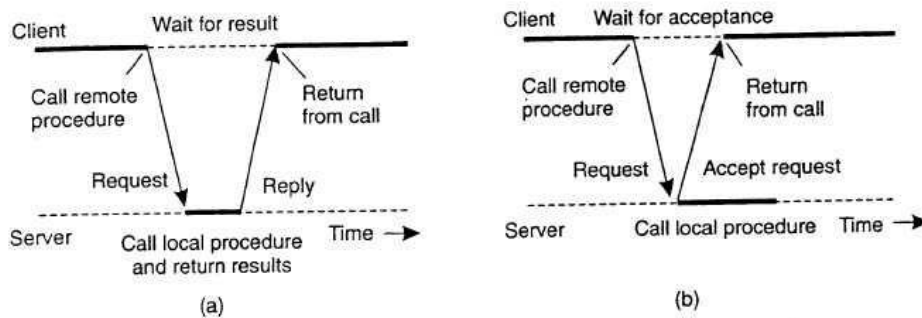 Client
Wait for result
Call remote
procedure
Return
from call
Request
Reply
Server
Call local procedure
and return results
Time
(a)
Client
Wait for acceptance
Call remote
procedure
Return
from call
Request
Accept request
Server
Call local procedure
Time
(b)